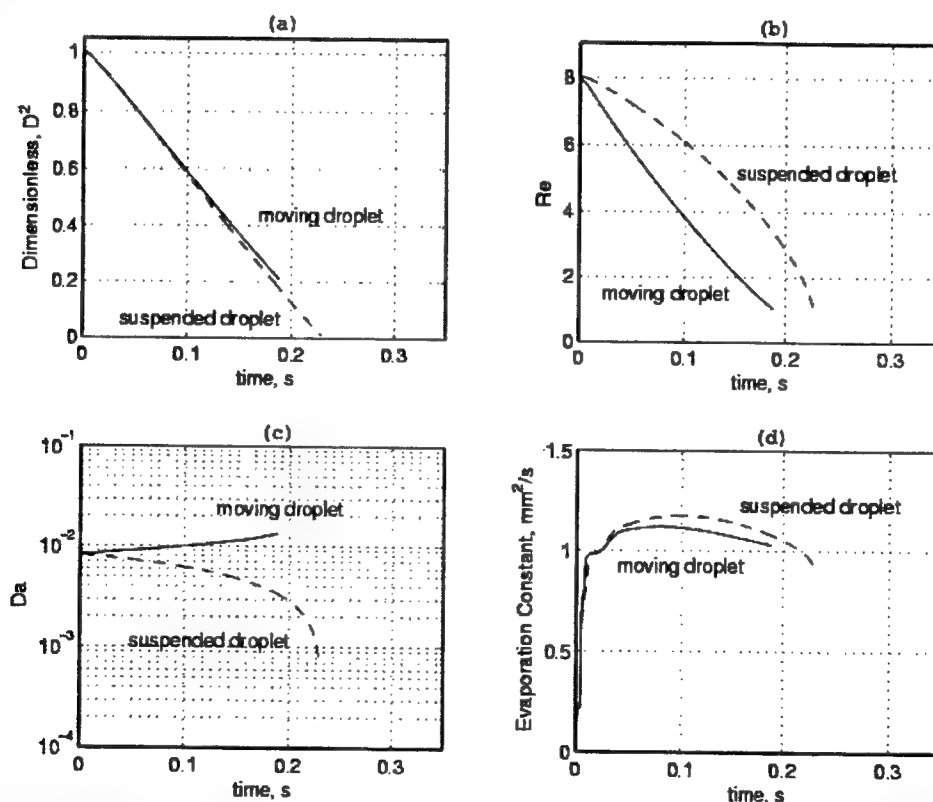 (a)
Dimensionless, D²
1
0.8
0.6
0.4
0.2
0
moving droplet
suspended droplet
0 0.1 0.2 0.3
time, s
(b)
Re
8
6
4
2
0
suspended droplet
moving droplet
0 0.1 0.2 0.3
time, s
(c)
Da
10⁻¹
10⁻²
10⁻³
10⁻⁴
moving droplet
suspended droplet
0 0.1 0.2 0.3
time, s
(d)
Evaporation Constant, mm²/s
1.5
1
0.5
0
suspended droplet
moving droplet
0 0.1 0.2 0.3
time, s